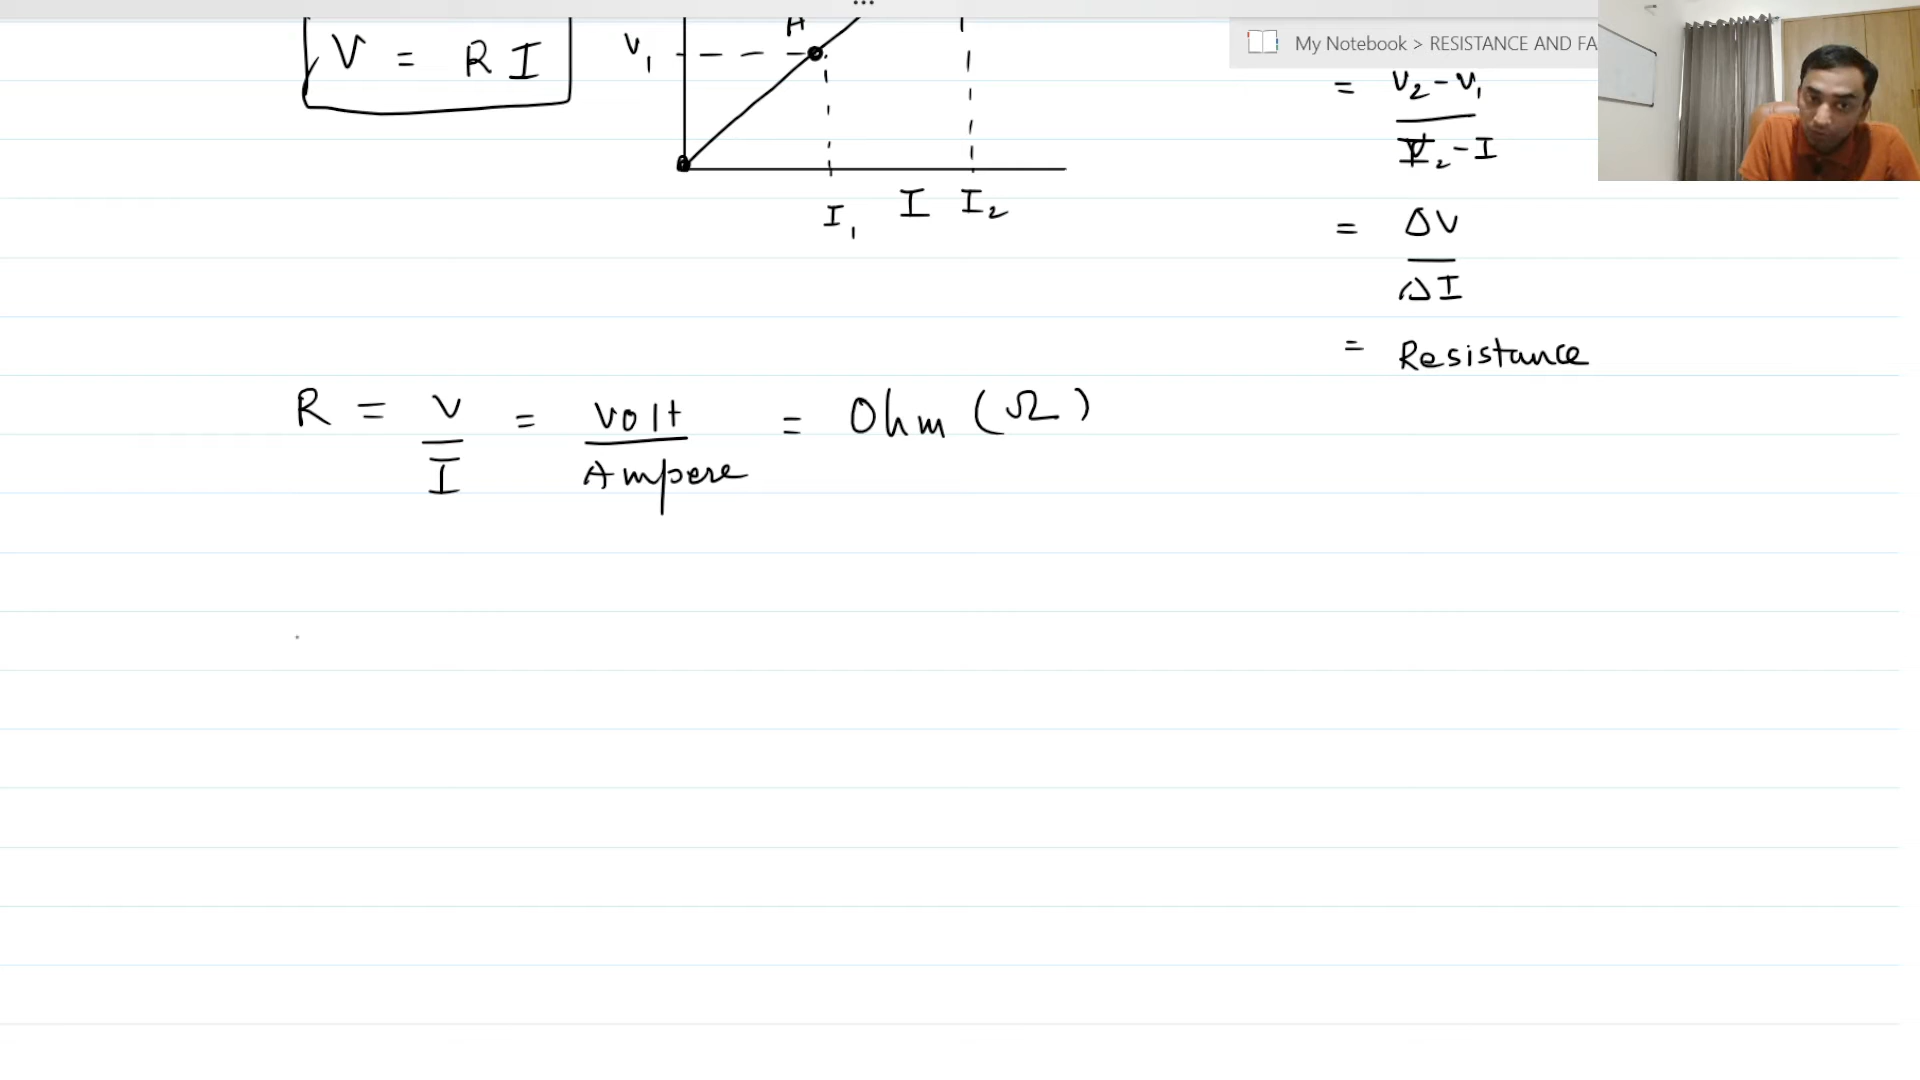 V = R I
V₁
A
I₁ I I₂
My Notebook > RESISTANCE AND FA
= V₂ - V₁
I₂ - I
= ΔV
ΔI
= Resistance
R = V = Volt = Ohm (Ω)
I Ampere